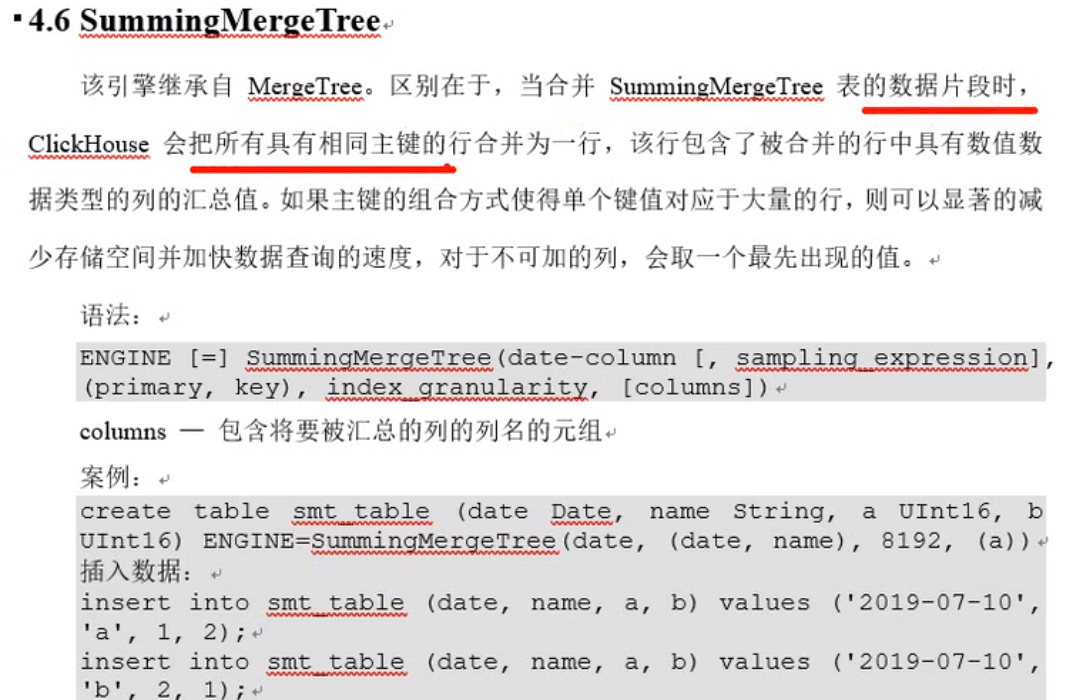 4.6 SummingMergeTree
该引擎继承自 MergeTree。区别在于，当合并 SummingMergeTree 表的数据片段时，
ClickHouse 会把所有具有相同主键的行合并为一行，该行包含了被合并的行中具有数值数
据类型的列的汇总值。如果主键的组合方式使得单个键值对应于大量的行，则可以显著的减
少存储空间并加快数据查询的速度，对于不可加的列，会取一个最先出现的值。
语法：
ENGINE [=] SummingMergeTree(date-column [, sampling_expression],
(primary, key), index_granularity, [columns])
columns — 包含将要被汇总的列的列名的元组
案例：
create table smt_table (date Date, name String, a UInt16, b
UInt16) ENGINE=SummingMergeTree(date, (date, name), 8192, (a))
插入数据：
insert into smt_table (date, name, a, b) values ('2019-07-10',
'a', 1, 2);
insert into smt_table (date, name, a, b) values ('2019-07-10',
'b', 2, 1);